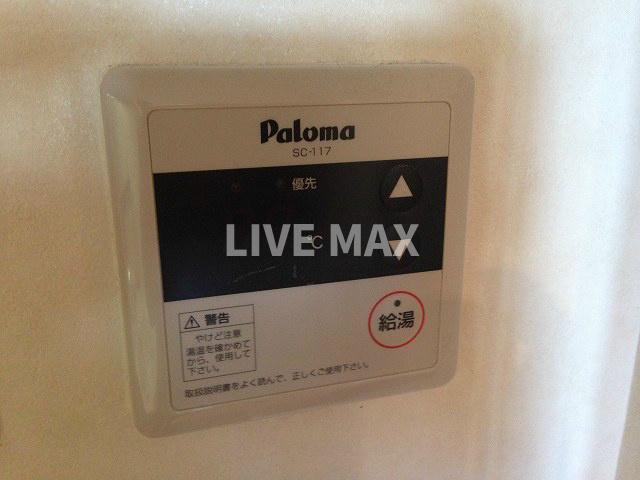 Paloma
SC-117
優先
LIVE MAX
℃
警告
やけど注意
湯温を確かめて
から、使用して
下さい。
給湯
取扱説明書をよく読んで、正しくご使用下さい。